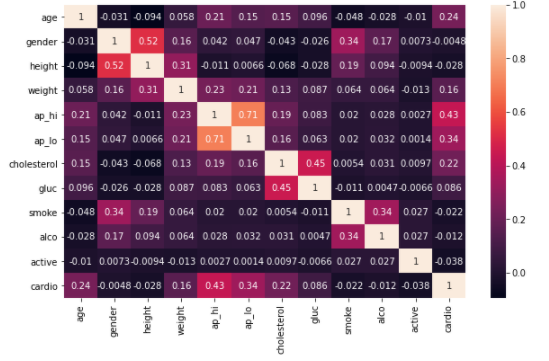 age 1 -0.031 -0.094 0.058 0.21 0.15 0.15 0.096 -0.048 -0.028 -0.01 0.24
gender -0.031 1 0.52 0.16 0.042 0.047 -0.043 -0.026 0.34 0.17 0.0073 -0.0048
height -0.094 0.52 1 0.31 -0.011 0.0066 -0.068 -0.028 0.19 0.094 -0.0094 -0.028
weight 0.058 0.16 0.31 1 0.23 0.21 0.13 0.087 0.064 0.064 -0.013 0.16
ap_hi 0.21 0.042 -0.011 0.23 1 0.71 0.19 0.083 0.02 0.028 0.0027 0.43
ap_lo 0.15 0.047 0.0066 0.21 0.71 1 0.16 0.063 0.02 0.032 0.0014 0.34
cholesterol 0.15 -0.043 -0.068 0.13 0.19 0.16 1 0.45 0.0054 0.031 0.0097 0.22
gluc 0.096 -0.026 -0.028 0.087 0.083 0.063 0.45 1 -0.011 0.0047 -0.0066 0.086
smoke -0.048 0.34 0.19 0.064 0.02 0.02 0.0054 -0.011 1 0.34 0.027 -0.022
alco -0.028 0.17 0.094 0.064 0.028 0.032 0.031 0.0047 0.34 1 0.027 -0.012
active -0.01 0.0073 -0.0094 -0.013 0.0027 0.0014 0.0097 -0.0066 0.027 0.027 1 -0.038
cardio 0.24 -0.0048 -0.028 0.16 0.43 0.34 0.22 0.086 -0.022 -0.012 -0.038 1
age gender height weight ap_hi ap_lo cholesterol gluc smoke alco active cardio
1.0
0.8
0.6
0.4
0.2
0.0